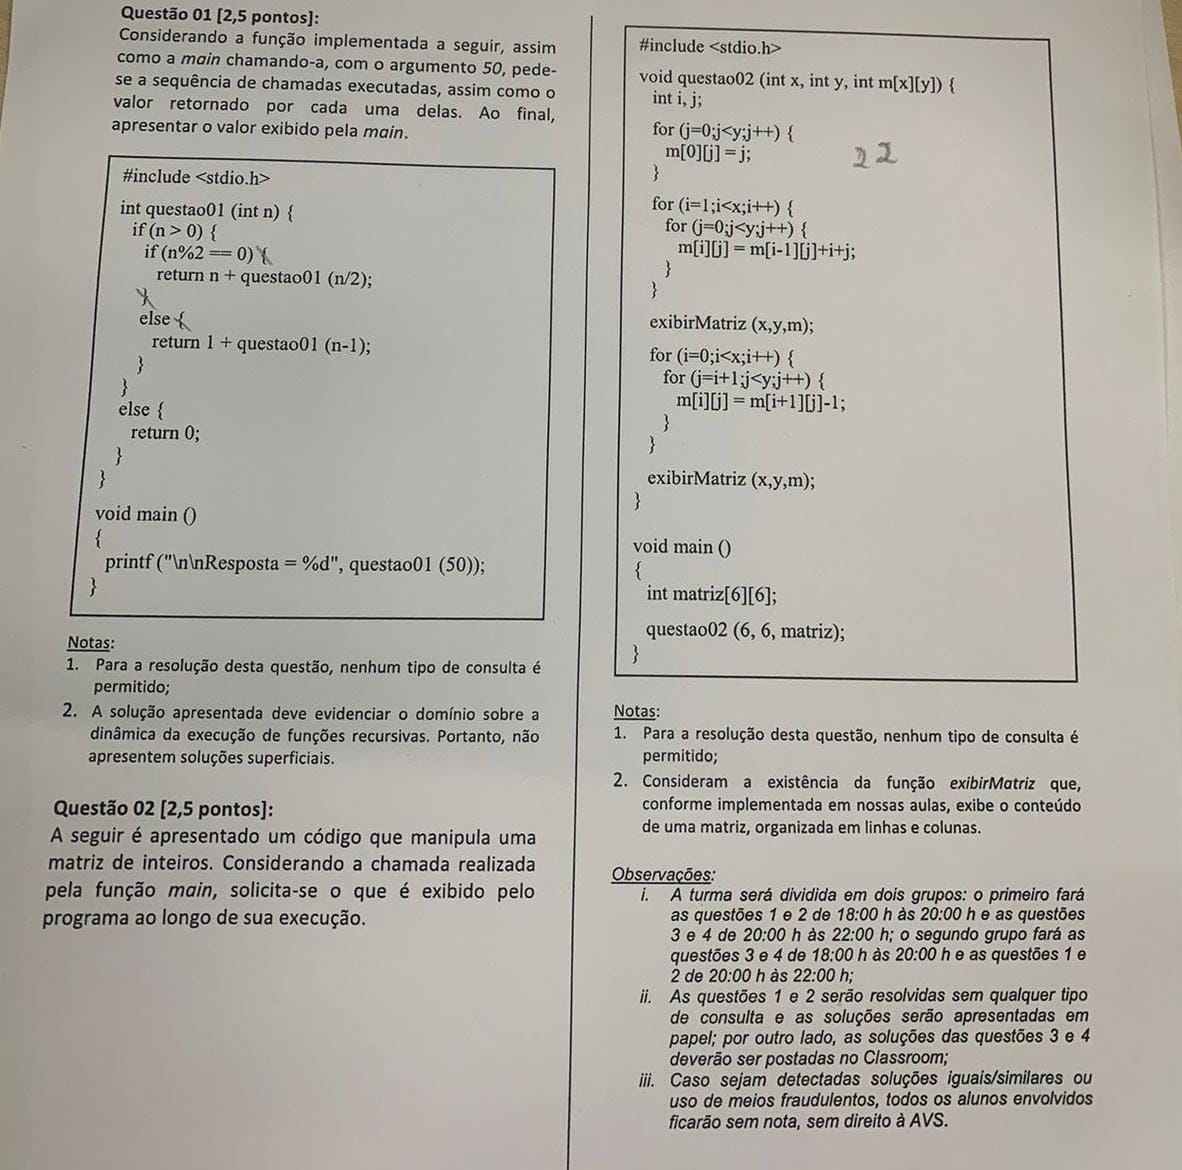 Questão 01 [2,5 pontos]:
Considerando a função implementada a seguir, assim
como a main chamando-a, com o argumento 50, pede-
se a sequência de chamadas executadas, assim como o
valor retornado por cada uma delas. Ao final,
apresentar o valor exibido pela main.
#include <stdio.h>
int questao01 (int n) {
if (n > 0) {
if (n%2 == 0) {
return n + questao01 (n/2);
}
else {
return 1 + questao01 (n-1);
}
}
else {
return 0;
}
}
void main ()
{
printf ("\n\nResposta = %d", questao01 (50));
}
Notas:
1. Para a resolução desta questão, nenhum tipo de consulta é
permitido;
2. A solução apresentada deve evidenciar o domínio sobre a
dinâmica da execução de funções recursivas. Portanto, não
apresentem soluções superficiais.
Questão 02 [2,5 pontos]:
A seguir é apresentado um código que manipula uma
matriz de inteiros. Considerando a chamada realizada
pela função main, solicita-se o que é exibido pelo
programa ao longo de sua execução.
#include <stdio.h>
void questao02 (int x, int y, int m[x][y]) {
int i, j;
for (j=0;j<y;j++) {
m[0][j] = j;
22
}
for (i=1;i<x;i++) {
for (j=0;j<y;j++) {
m[i][j] = m[i-1][j]+i+j;
}
}
exibirMatriz (x,y,m);
for (i=0;i<x;i++) {
for (j=i+1;j<y;j++) {
m[i][j] = m[i+1][j]-1;
}
}
exibirMatriz (x,y,m);
}
void main ()
{
int matriz[6][6];
questao02 (6, 6, matriz);
}
Notas:
1. Para a resolução desta questão, nenhum tipo de consulta é
permitido;
2. Consideram a existência da função exibirMatriz que,
conforme implementada em nossas aulas, exibe o conteúdo
de uma matriz, organizada em linhas e colunas.
Observações:
i. A turma será dividida em dois grupos: o primeiro fará
as questões 1 e 2 de 18:00 h às 20:00 h e as questões
3 e 4 de 20:00 h às 22:00 h; o segundo grupo fará as
questões 3 e 4 de 18:00 h às 20:00 h e as questões 1 e
2 de 20:00 h às 22:00 h;
ii. As questões 1 e 2 serão resolvidas sem qualquer tipo
de consulta e as soluções serão apresentadas em
papel; por outro lado, as soluções das questões 3 e 4
deverão ser postadas no Classroom;
iii. Caso sejam detectadas soluções iguais/similares ou
uso de meios fraudulentos, todos os alunos envolvidos
ficarão sem nota, sem direito à AVS.